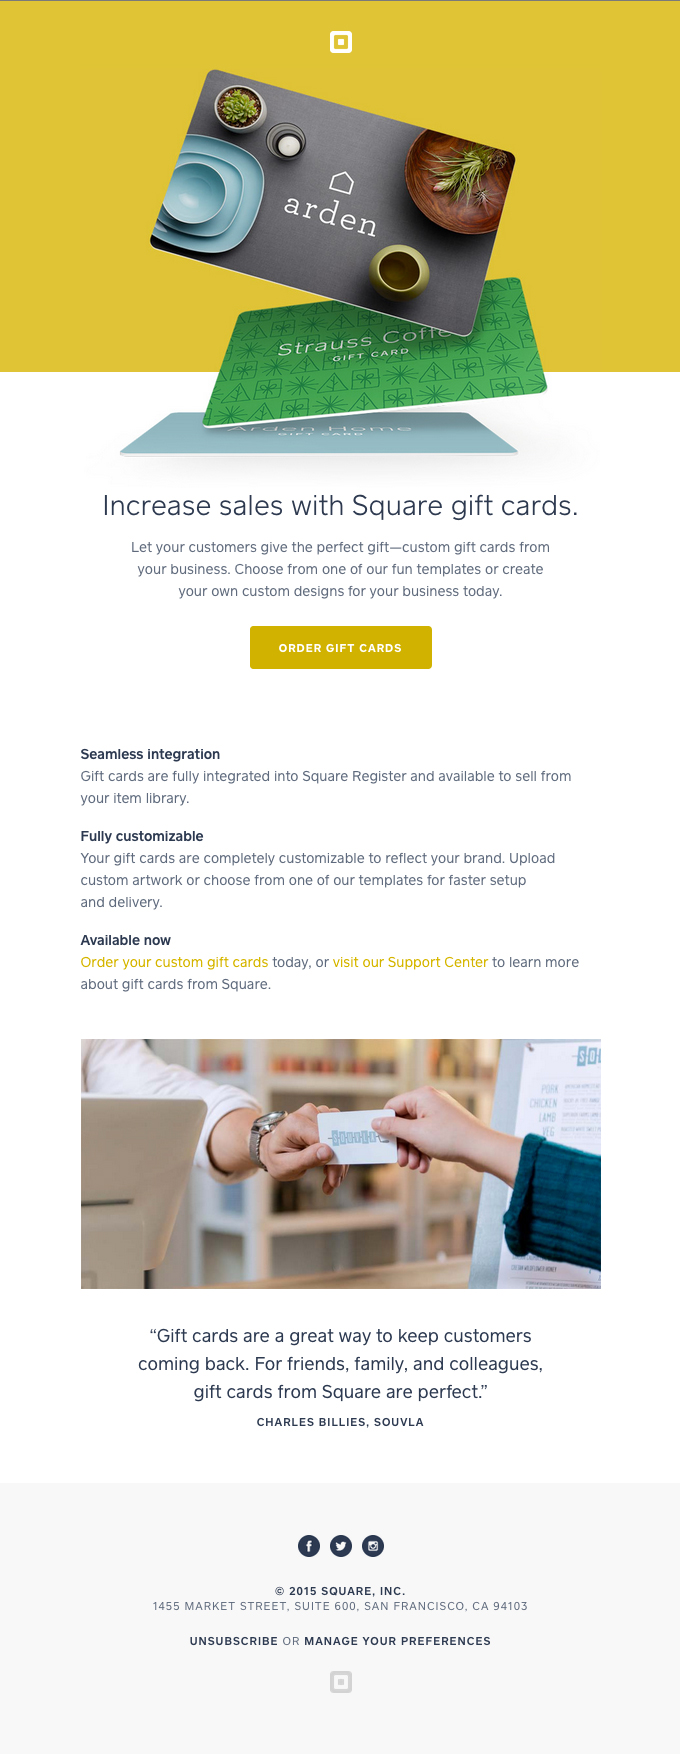 arden
Strauss Coffe
GIFT CARD
Arden Home
GIFT CARD
Increase sales with Square gift cards.
Let your customers give the perfect gift—custom gift cards from
your business. Choose from one of our fun templates or create
your own custom designs for your business today.
ORDER GIFT CARDS
Seamless integration
Gift cards are fully integrated into Square Register and available to sell from
your item library.
Fully customizable
Your gift cards are completely customizable to reflect your brand. Upload
custom artwork or choose from one of our templates for faster setup
and delivery.
Available now
Order your custom gift cards today, or visit our Support Center to learn more
about gift cards from Square.
PORK
CHICKEN
LAMB
VEG
“Gift cards are a great way to keep customers
coming back. For friends, family, and colleagues,
gift cards from Square are perfect.”
CHARLES BILLIES, SOUVLA
© 2015 SQUARE, INC.
1455 MARKET STREET, SUITE 600, SAN FRANCISCO, CA 94103
UNSUBSCRIBE OR MANAGE YOUR PREFERENCES